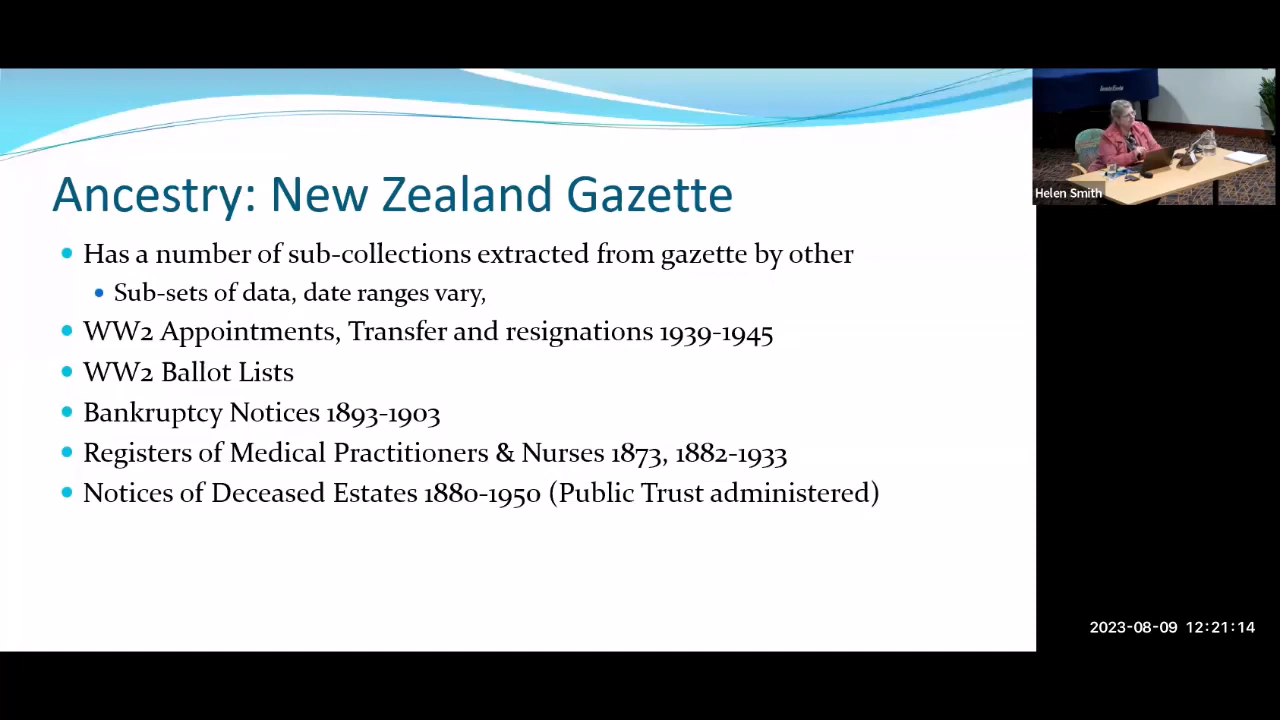 Ancestry: New Zealand Gazette
Has a number of sub-collections extracted from gazette by other
Sub-sets of data, date ranges vary,
WW2 Appointments, Transfer and resignations 1939-1945
WW2 Ballot Lists
Bankruptcy Notices 1893-1903
Registers of Medical Practitioners & Nurses 1873, 1882-1933
Notices of Deceased Estates 1880-1950 (Public Trust administered)
Helen Smith
2023-08-09 12:21:14